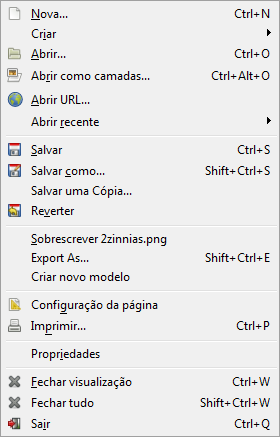 Nova... Ctrl+N
Criar
Abrir... Ctrl+O
Abrir como camadas... Ctrl+Alt+O
Abrir URL...
Abrir recente
Salvar Ctrl+S
Salvar como... Shift+Ctrl+S
Salvar uma Cópia...
Reverter
Sobrescrever 2zinnias.png
Export As... Shift+Ctrl+E
Criar novo modelo
Configuração da página
Imprimir... Ctrl+P
Propriedades
Fechar visualização Ctrl+W
Fechar tudo Shift+Ctrl+W
Sair Ctrl+Q